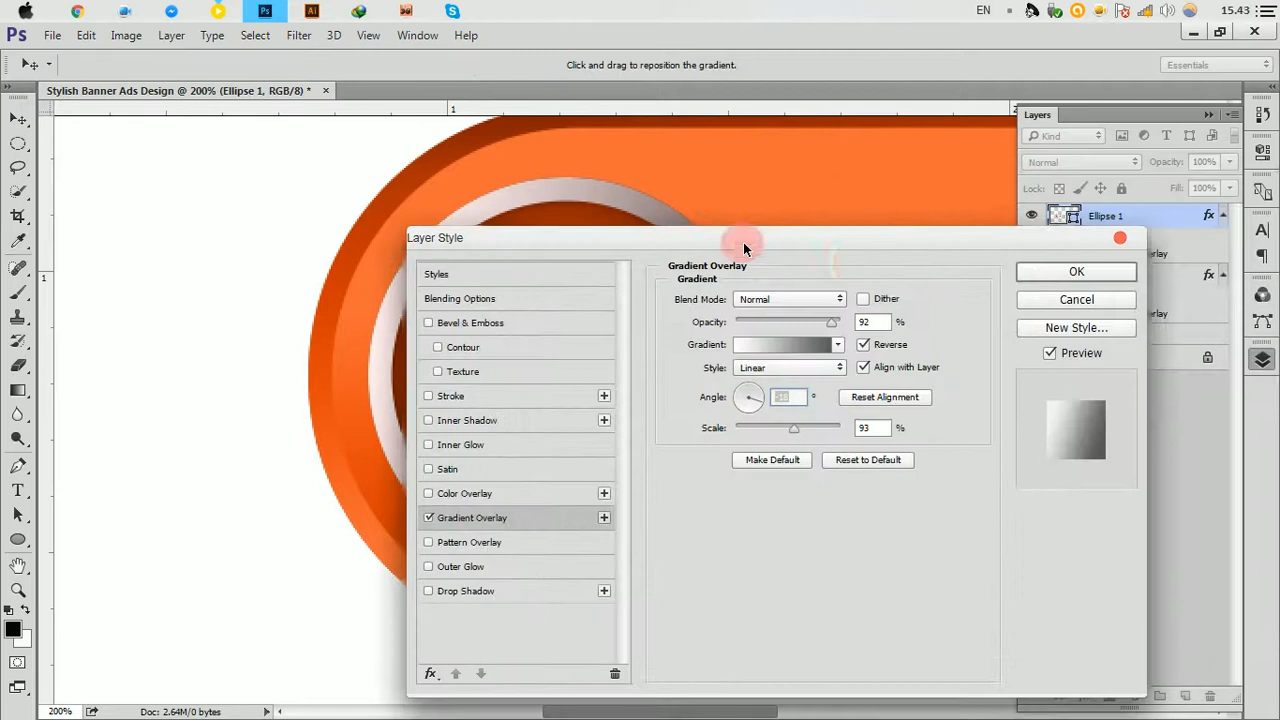 EN
15.43
Ps File Edit Image Layer Type Select Filter 3D View Window Help
Click and drag to reposition the gradient.
Essentials
Stylish Banner Ads Design @ 200% (Ellipse 1, RGB/8) *
1
Layers
Kind
Normal
Opacity: 100%
Lock:
Fill: 100%
Ellipse 1
fx
Layer Style
Styles
Blending Options
Bevel & Emboss
Contour
Texture
Stroke
Inner Shadow
Inner Glow
Satin
Color Overlay
Gradient Overlay
Pattern Overlay
Outer Glow
Drop Shadow
fx.
Gradient Overlay
Gradient
Blend Mode: Normal
Dither
Opacity: 92 %
Gradient:
Reverse
Style: Linear
Align with Layer
Angle: °
Reset Alignment
Scale: 93 %
Make Default
Reset to Default
OK
Cancel
New Style...
Preview
fx
1
200%
Doc: 2.64M/0 bytes